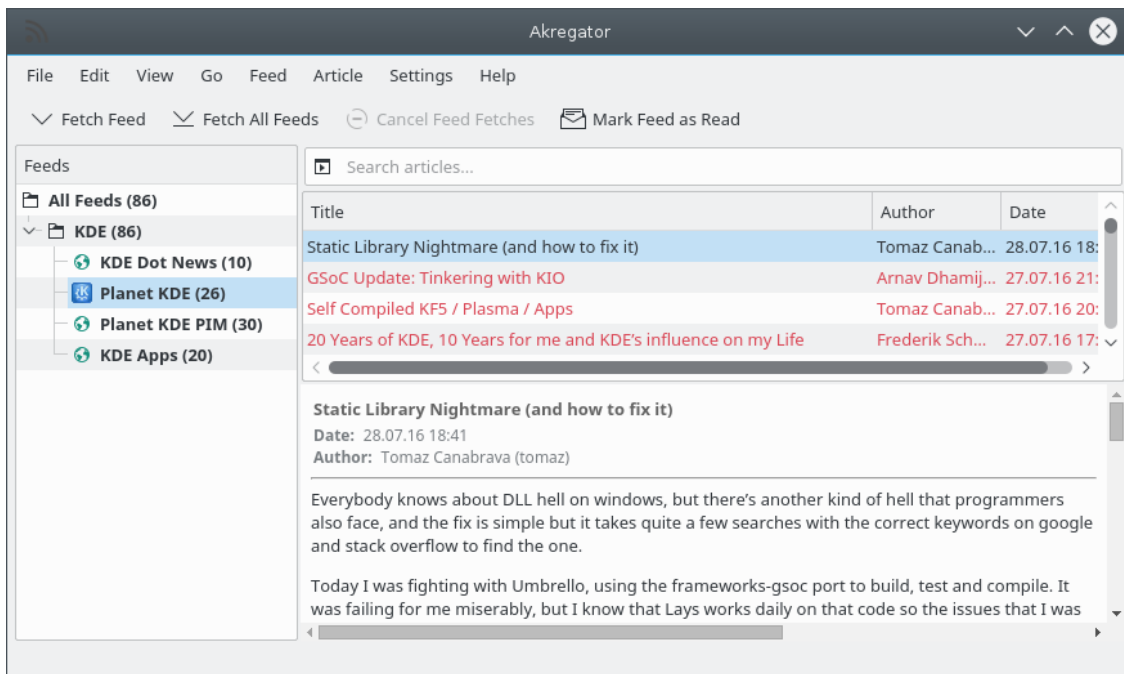 Akregator
File Edit View Go Feed Article Settings Help
Fetch Feed Fetch All Feeds Cancel Feed Fetches Mark Feed as Read
Feeds
All Feeds (86)
KDE (86)
KDE Dot News (10)
Planet KDE (26)
Planet KDE PIM (30)
KDE Apps (20)
Search articles...
Title Author Date
Static Library Nightmare (and how to fix it) Tomaz Canab... 28.07.16 18:
GSoC Update: Tinkering with KIO Arnav Dhamij... 27.07.16 21:
Self Compiled KF5 / Plasma / Apps Tomaz Canab... 27.07.16 20:
20 Years of KDE, 10 Years for me and KDE’s influence on my Life Frederik Sch... 27.07.16 17:
Static Library Nightmare (and how to fix it)
Date: 28.07.16 18:41
Author: Tomaz Canabrava (tomaz)
Everybody knows about DLL hell on windows, but there’s another kind of hell that programmers
also face, and the fix is simple but it takes quite a few searches with the correct keywords on google
and stack overflow to find the one.
Today I was fighting with Umbrello, using the frameworks-gsoc port to build, test and compile. It
was failing for me miserably, but I know that Lays works daily on that code so the issues that I was